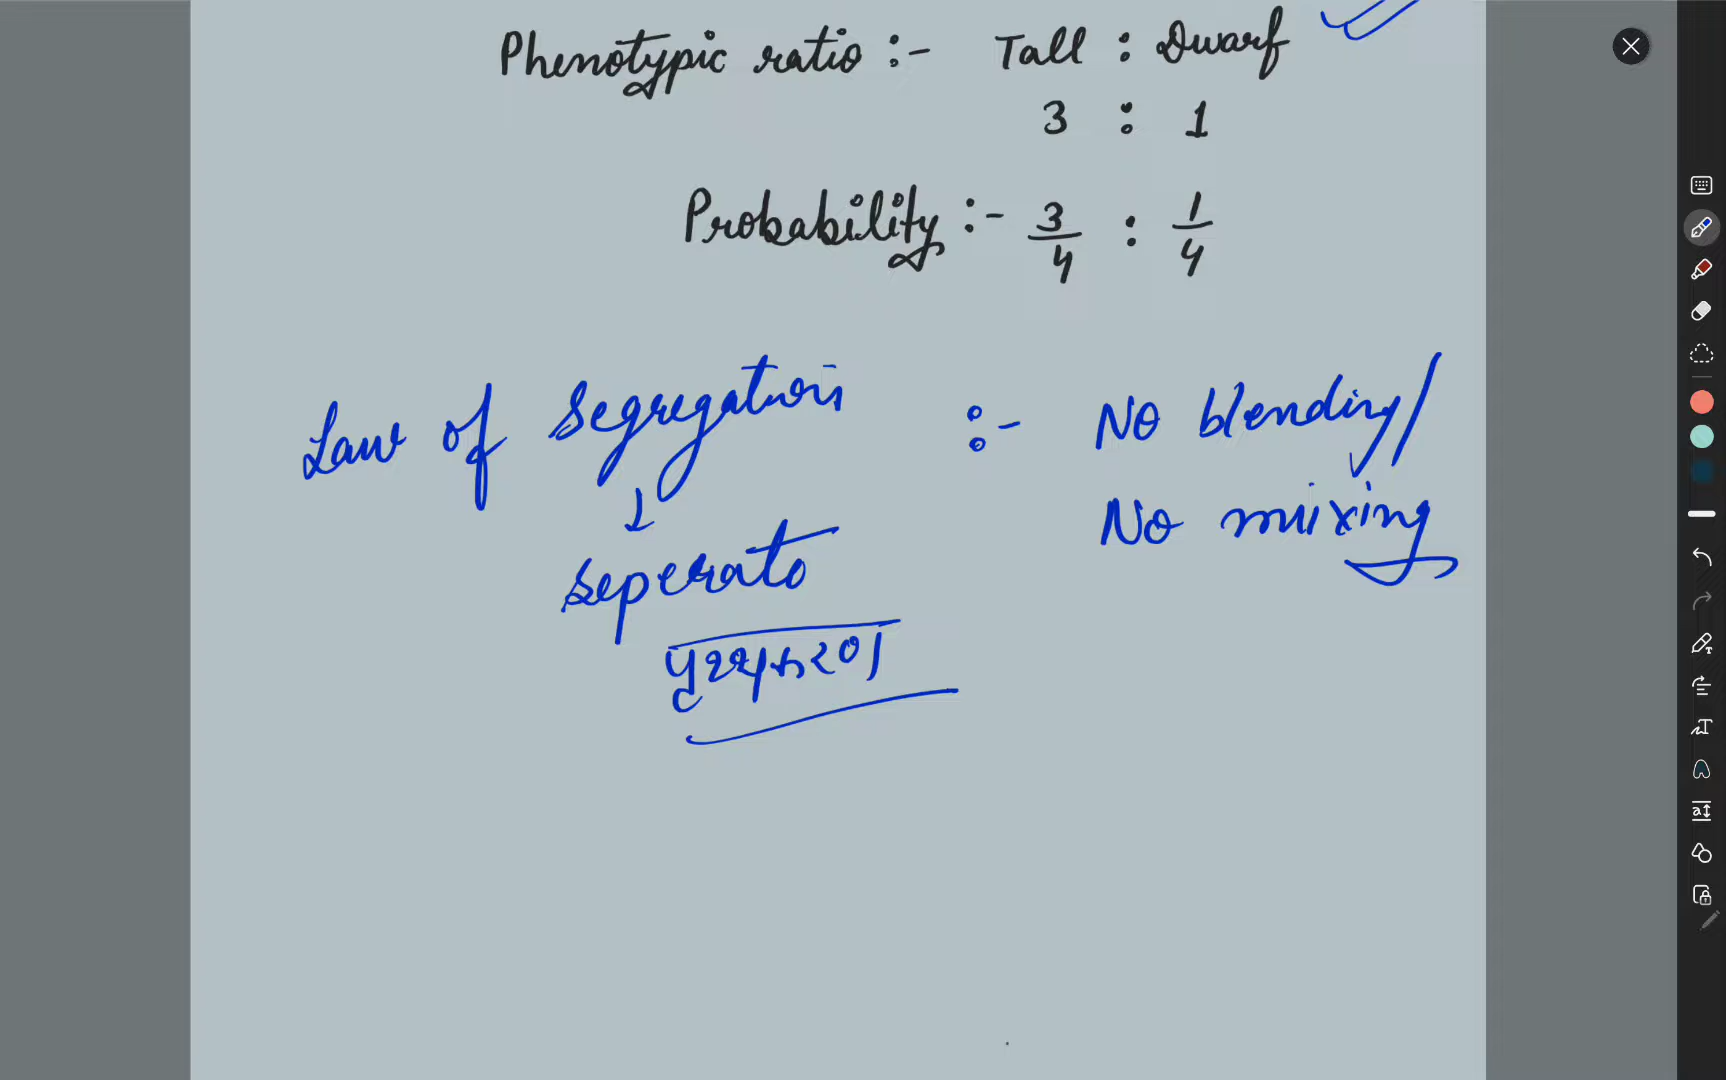 Phenotypic ratio :- Tall : Dwarf
3 : 1
Probability :- 3/4 : 1/4
Law of segregation :- No blending/
↓
No mixing
seperate
पृथक्करण